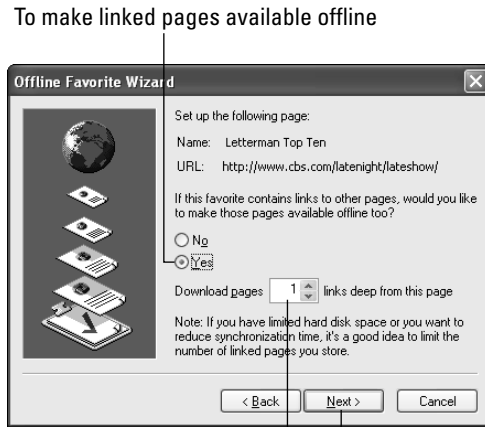 To make linked pages available offline
Offline Favorite Wizard
Set up the following page:
Name: Letterman Top Ten
URL: http://www.cbs.com/latenight/lateshow/
If this favorite contains links to other pages, would you like
to make those pages available offline too?
No
Yes
Download pages 1 links deep from this page
Note: If you have limited hard disk space or you want to
reduce synchronization time, it's a good idea to limit the
number of linked pages you store.
< Back Next > Cancel